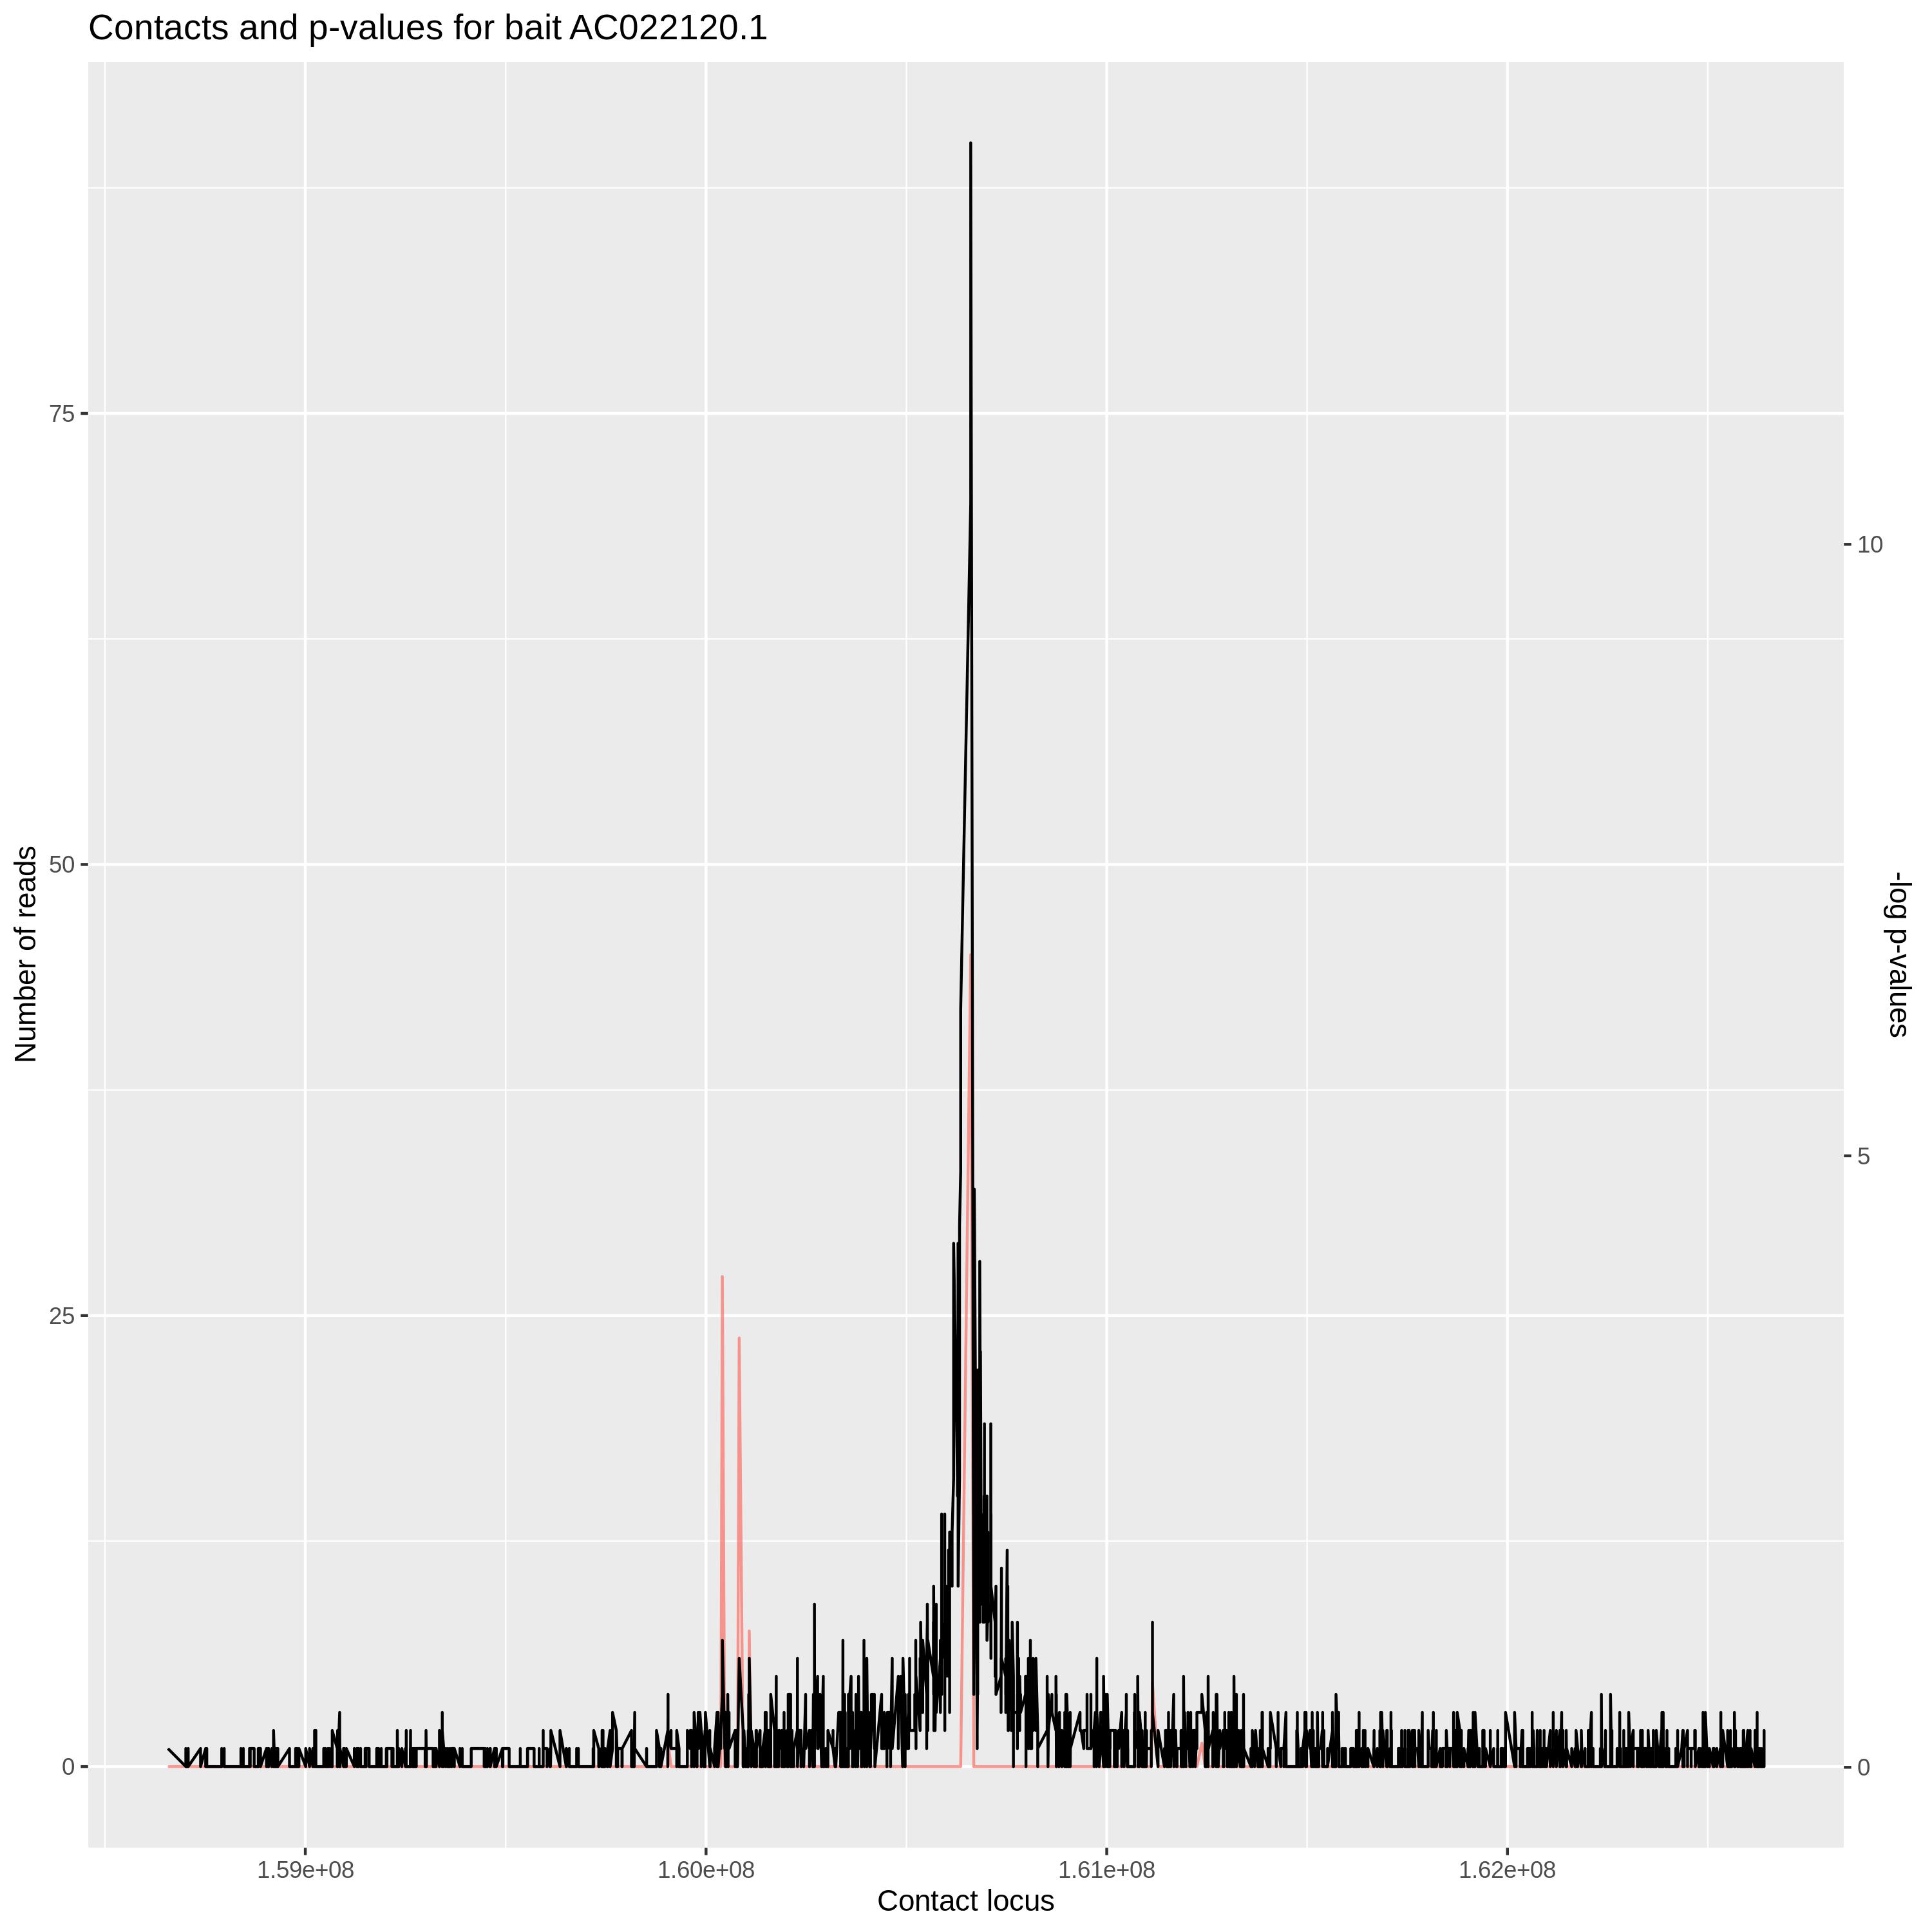 Contacts and p-values for bait AC022120.1
Number of reads
75
50
25
0
10
5
0
-log p-values
1.59e+08 1.60e+08 1.61e+08 1.62e+08
Contact locus